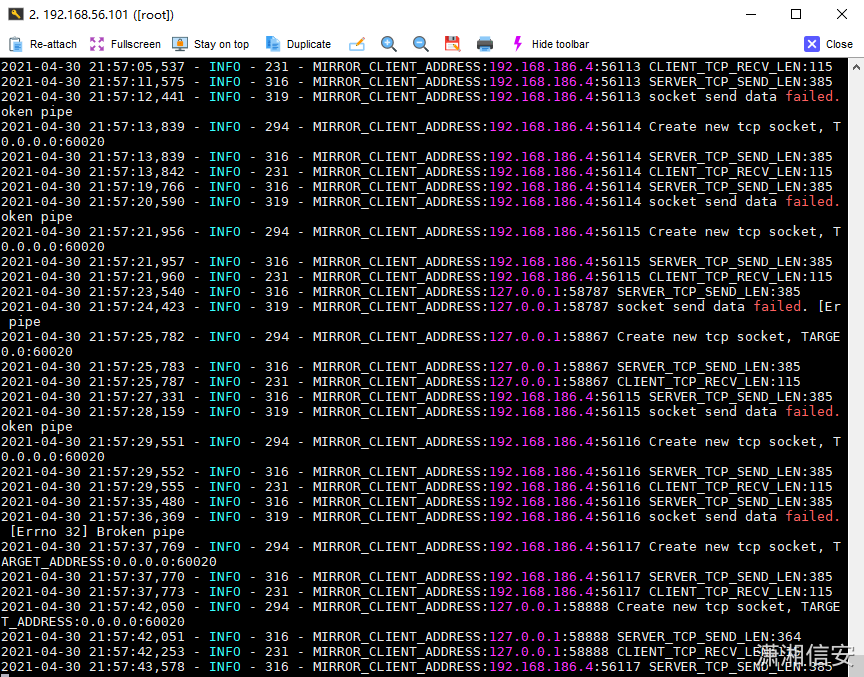 2. 192.168.56.101 ([root])
Re-attach Fullscreen Stay on top Duplicate Hide toolbar Close
2021-04-30 21:57:05,537 - INFO - 231 - MIRROR_CLIENT_ADDRESS:192.168.186.4:56113 CLIENT_TCP_RECV_LEN:115
2021-04-30 21:57:11,575 - INFO - 316 - MIRROR_CLIENT_ADDRESS:192.168.186.4:56113 SERVER_TCP_SEND_LEN:385
2021-04-30 21:57:12,441 - INFO - 319 - MIRROR_CLIENT_ADDRESS:192.168.186.4:56113 socket send data failed.
oken pipe
2021-04-30 21:57:13,839 - INFO - 294 - MIRROR_CLIENT_ADDRESS:192.168.186.4:56114 Create new tcp socket, T
0.0.0.0:60020
2021-04-30 21:57:13,839 - INFO - 316 - MIRROR_CLIENT_ADDRESS:192.168.186.4:56114 SERVER_TCP_SEND_LEN:385
2021-04-30 21:57:13,842 - INFO - 231 - MIRROR_CLIENT_ADDRESS:192.168.186.4:56114 CLIENT_TCP_RECV_LEN:115
2021-04-30 21:57:19,766 - INFO - 316 - MIRROR_CLIENT_ADDRESS:192.168.186.4:56114 SERVER_TCP_SEND_LEN:385
2021-04-30 21:57:20,590 - INFO - 319 - MIRROR_CLIENT_ADDRESS:192.168.186.4:56114 socket send data failed.
oken pipe
2021-04-30 21:57:21,956 - INFO - 294 - MIRROR_CLIENT_ADDRESS:192.168.186.4:56115 Create new tcp socket, T
0.0.0.0:60020
2021-04-30 21:57:21,957 - INFO - 316 - MIRROR_CLIENT_ADDRESS:192.168.186.4:56115 SERVER_TCP_SEND_LEN:385
2021-04-30 21:57:21,960 - INFO - 231 - MIRROR_CLIENT_ADDRESS:192.168.186.4:56115 CLIENT_TCP_RECV_LEN:115
2021-04-30 21:57:23,540 - INFO - 316 - MIRROR_CLIENT_ADDRESS:127.0.0.1:58787 SERVER_TCP_SEND_LEN:385
2021-04-30 21:57:24,423 - INFO - 319 - MIRROR_CLIENT_ADDRESS:127.0.0.1:58787 socket send data failed. [Er
pipe
2021-04-30 21:57:25,782 - INFO - 294 - MIRROR_CLIENT_ADDRESS:127.0.0.1:58867 Create new tcp socket, TARGE
0.0:60020
2021-04-30 21:57:25,783 - INFO - 316 - MIRROR_CLIENT_ADDRESS:127.0.0.1:58867 SERVER_TCP_SEND_LEN:385
2021-04-30 21:57:25,787 - INFO - 231 - MIRROR_CLIENT_ADDRESS:127.0.0.1:58867 CLIENT_TCP_RECV_LEN:115
2021-04-30 21:57:27,331 - INFO - 316 - MIRROR_CLIENT_ADDRESS:192.168.186.4:56115 SERVER_TCP_SEND_LEN:385
2021-04-30 21:57:28,159 - INFO - 319 - MIRROR_CLIENT_ADDRESS:192.168.186.4:56115 socket send data failed.
oken pipe
2021-04-30 21:57:29,551 - INFO - 294 - MIRROR_CLIENT_ADDRESS:192.168.186.4:56116 Create new tcp socket, T
0.0.0.0:60020
2021-04-30 21:57:29,552 - INFO - 316 - MIRROR_CLIENT_ADDRESS:192.168.186.4:56116 SERVER_TCP_SEND_LEN:385
2021-04-30 21:57:29,555 - INFO - 231 - MIRROR_CLIENT_ADDRESS:192.168.186.4:56116 CLIENT_TCP_RECV_LEN:115
2021-04-30 21:57:35,480 - INFO - 316 - MIRROR_CLIENT_ADDRESS:192.168.186.4:56116 SERVER_TCP_SEND_LEN:385
2021-04-30 21:57:36,369 - INFO - 319 - MIRROR_CLIENT_ADDRESS:192.168.186.4:56116 socket send data failed.
[Errno 32] Broken pipe
2021-04-30 21:57:37,769 - INFO - 294 - MIRROR_CLIENT_ADDRESS:192.168.186.4:56117 Create new tcp socket, T
ARGET_ADDRESS:0.0.0.0:60020
2021-04-30 21:57:37,770 - INFO - 316 - MIRROR_CLIENT_ADDRESS:192.168.186.4:56117 SERVER_TCP_SEND_LEN:385
2021-04-30 21:57:37,773 - INFO - 231 - MIRROR_CLIENT_ADDRESS:192.168.186.4:56117 CLIENT_TCP_RECV_LEN:115
2021-04-30 21:57:42,050 - INFO - 294 - MIRROR_CLIENT_ADDRESS:127.0.0.1:58888 Create new tcp socket, TARGE
T_ADDRESS:0.0.0.0:60020
2021-04-30 21:57:42,051 - INFO - 316 - MIRROR_CLIENT_ADDRESS:127.0.0.1:58888 SERVER_TCP_SEND_LEN:364
2021-04-30 21:57:42,253 - INFO - 231 - MIRROR_CLIENT_ADDRESS:127.0.0.1:58888 CLIENT_TCP_RECV_LEN
2021-04-30 21:57:43,578 - INFO - 316 - MIRROR_CLIENT_ADDRESS:192.168.186.4:56117 SERVER_TCP_SEND_LEN:385
潇湘信安